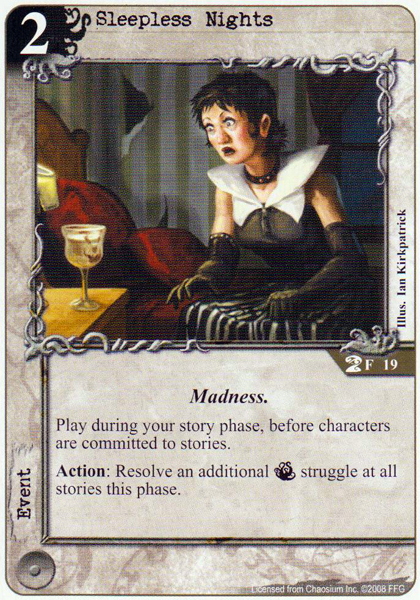 2
Sleepless Nights
Illus. Ian Kirkpatrick
F 19
Madness.
Play during your story phase, before characters
are committed to stories.
Action: Resolve an additional struggle at all
stories this phase.
Event
Licensed from Chaosium Inc. ©2008 FFG